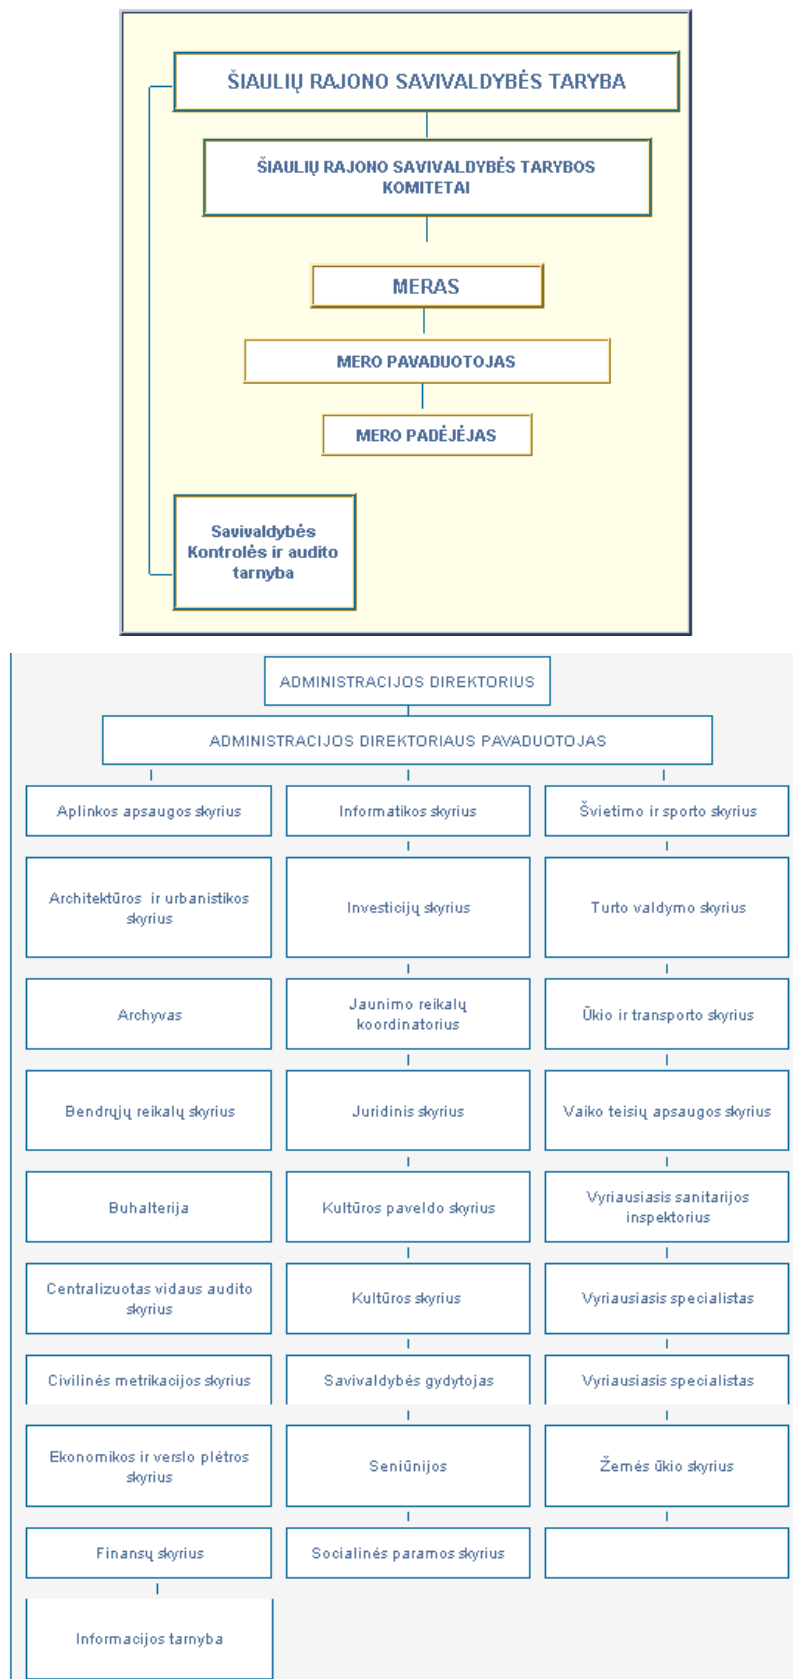 ŠIAULIŲ RAJONO SAVIVALDYBĖS TARYBA
ŠIAULIŲ RAJONO SAVIVALDYBĖS TARYBOS
KOMITETAI
MERAS
MERO PAVADUOTOJAS
MERO PADĖJĖJAS
Savivaldybės
Kontrolės ir audito
tarnyba
ADMINISTRACIJOS DIREKTORIUS
ADMINISTRACIJOS DIREKTORIAUS PAVADUOTOJAS
Aplinkos apsaugos skyrius
Informatikos skyrius
Švietimo ir sporto skyrius
Architektūros ir urbanistikos
skyrius
Investicijų skyrius
Turto valdymo skyrius
Archyvas
Jaunimo reikalų
koordinatorius
Ūkio ir transporto skyrius
Bendrųjų reikalų skyrius
Juridinis skyrius
Vaiko teisių apsaugos skyrius
Buhalterija
Kultūros paveldo skyrius
Vyriausiasis sanitarijos
inspektorius
Centralizuotas vidaus audito
skyrius
Kultūros skyrius
Vyriausiasis specialistas
Civilinės metrikacijos skyrius
Savivaldybės gydytojas
Vyriausiasis specialistas
Ekonomikos ir verslo plėtros
skyrius
Seniūnijos
Žemės ūkio skyrius
Finansų skyrius
Socialinės paramos skyrius
Informacijos tarnyba